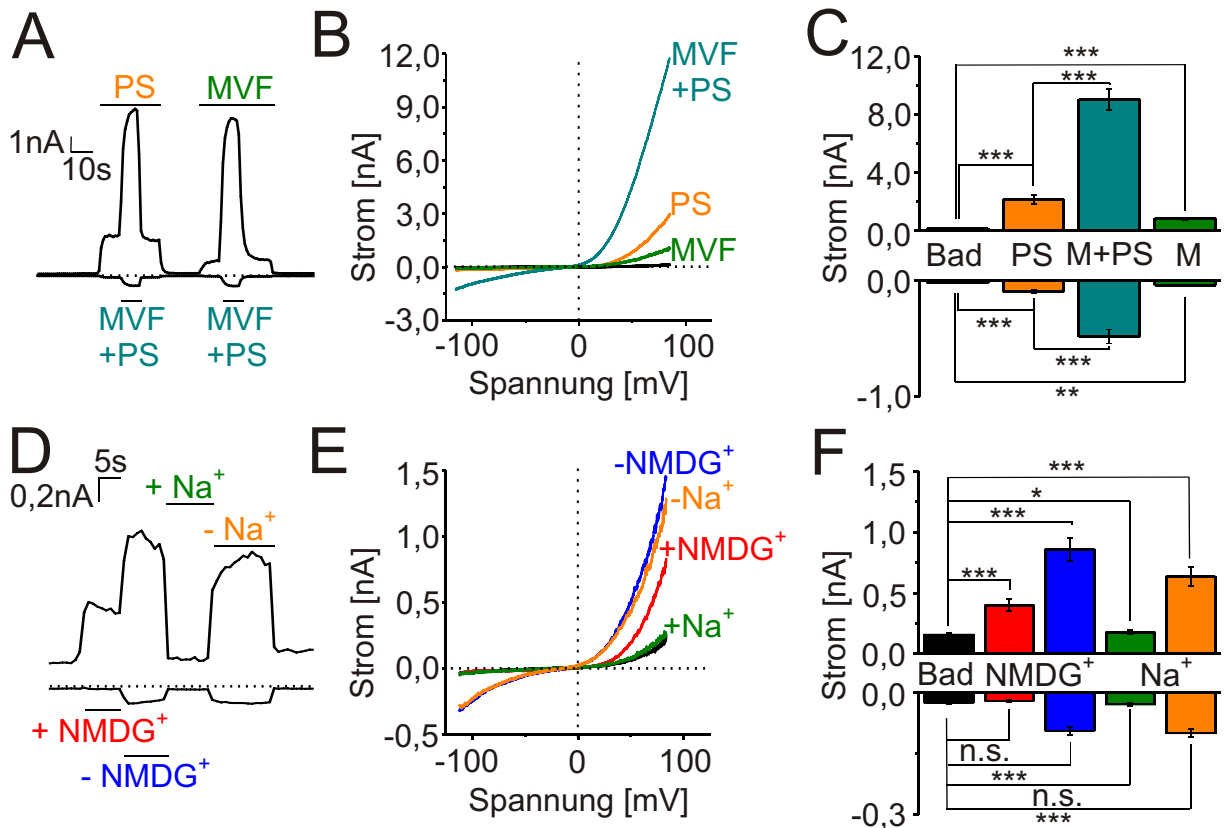 A
PS
MVF
1nA
10s
MVF
+PS
MVF
+PS
B
12,0
9,0
6,0
3,0
0,0
-3,0
Strom [nA]
MVF
+PS
PS
MVF
-100
0
100
Spannung [mV]
C
12,0
8,0
4,0
0,0
0,0
-1,0
Strom [nA]
***
***
***
Bad PS M+PS M
***
***
**
D
5s
0,2nA
+ Na⁺
- Na⁺
+ NMDG⁺
- NMDG⁺
E
1,5
1,0
0,5
0,0
-0,5
Strom [nA]
-NMDG⁺
-Na⁺
+NMDG⁺
+Na⁺
-100
0
100
Spannung [mV]
F
1,5
1,0
0,5
0,0
0,0
-0,3
Strom [nA]
***
*
***
***
Bad NMDG⁺ Na⁺
n.s.
***
n.s.
***